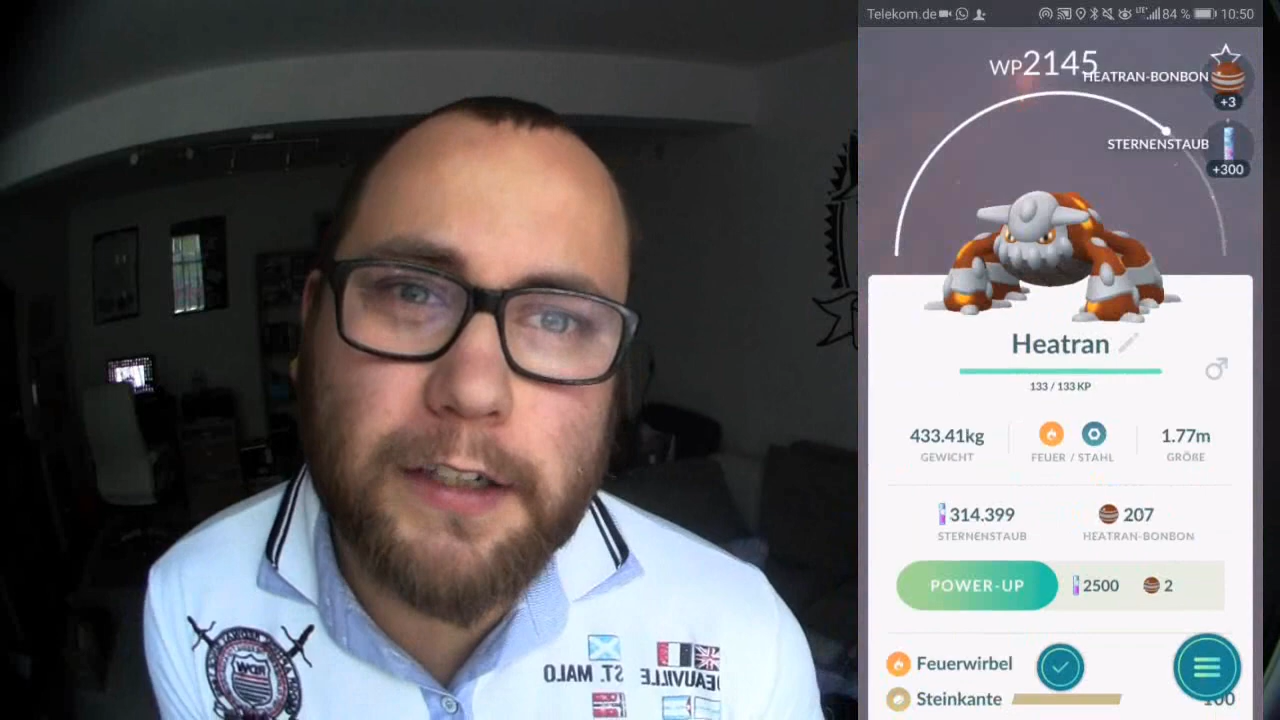 Telekom.de
LTE 84 % 10:50
WP2145
HEATRAN-BONBON
+3
STERNENSTAUB
+300
Heatran
133 / 133 KP
433.41kg
GEWICHT
FEUER / STAHL
1.77m
GRÖßE
314.399
STERNENSTAUB
207
HEATRAN-BONBON
POWER-UP
2500
2
Feuerwirbel
Steinkante
100
ST. MALO
DEAUVILLE